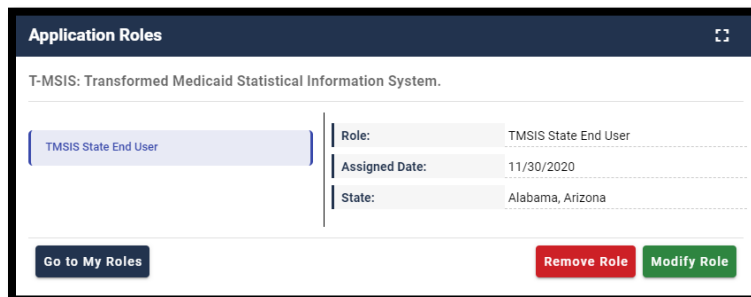 Application Roles
T-MSIS: Transformed Medicaid Statistical Information System.
TMSIS State End User
Role: TMSIS State End User
Assigned Date: 11/30/2020
State: Alabama, Arizona
Go to My Roles
Remove Role
Modify Role